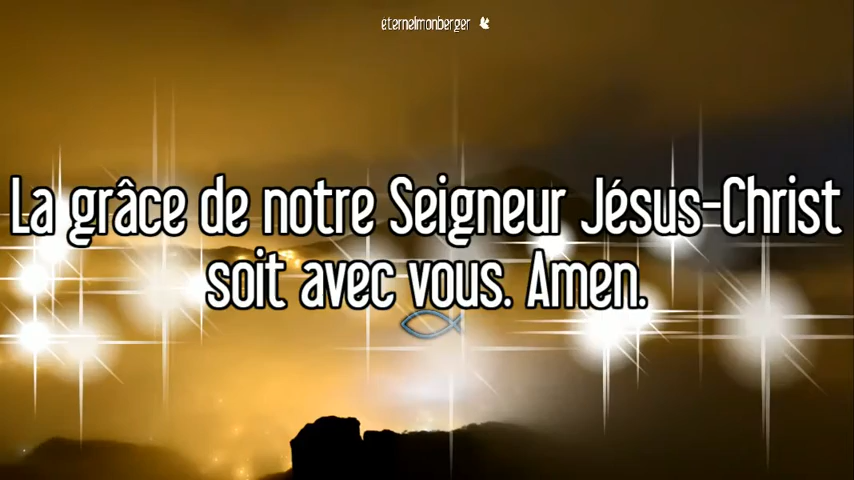 eternelmonberger
La grâce de notre Seigneur Jésus-Christ
soit avec vous. Amen.